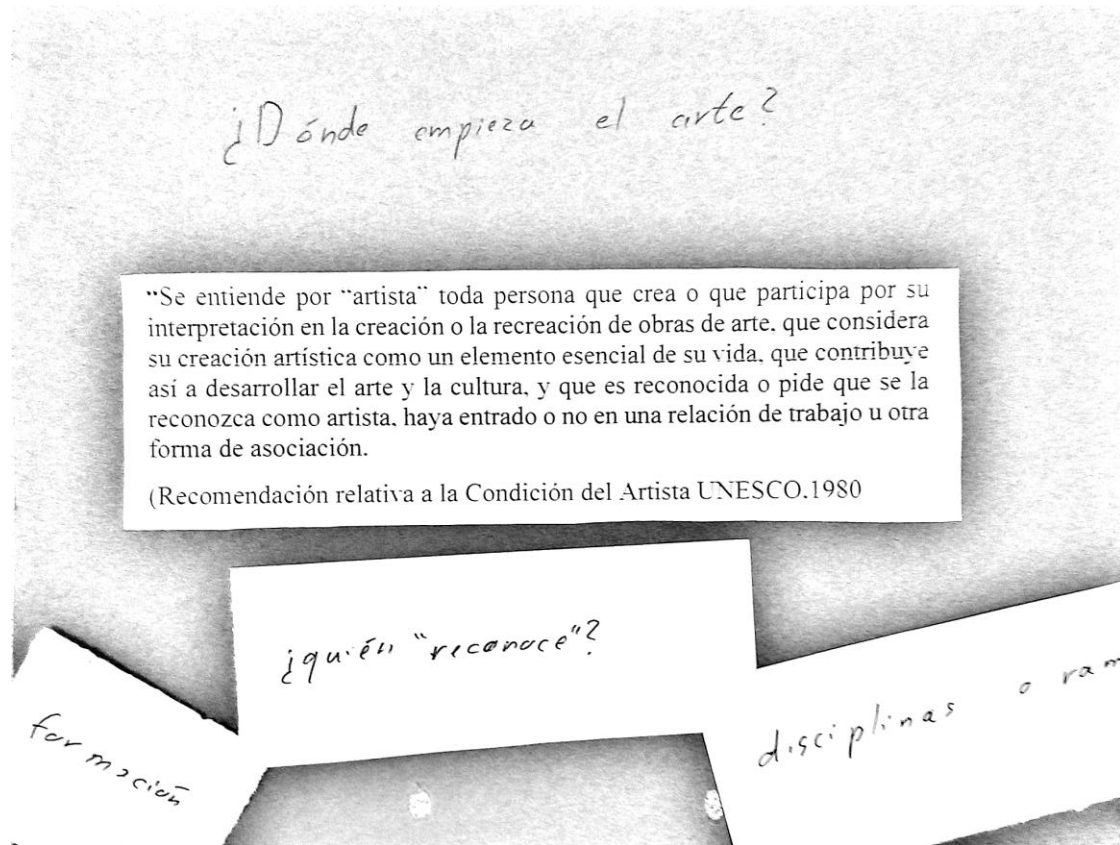 ¿Dónde empieza el arte?
"Se entiende por "artista" toda persona que crea o que participa por su
interpretación en la creación o la recreación de obras de arte, que considera
su creación artística como un elemento esencial de su vida, que contribuye
así a desarrollar el arte y la cultura, y que es reconocida o pide que se la
reconozca como artista, haya entrado o no en una relación de trabajo u otra
forma de asociación.
(Recomendación relativa a la Condición del Artista UNESCO.1980
¿quién "reconoce"?
formación
disciplinas o ram